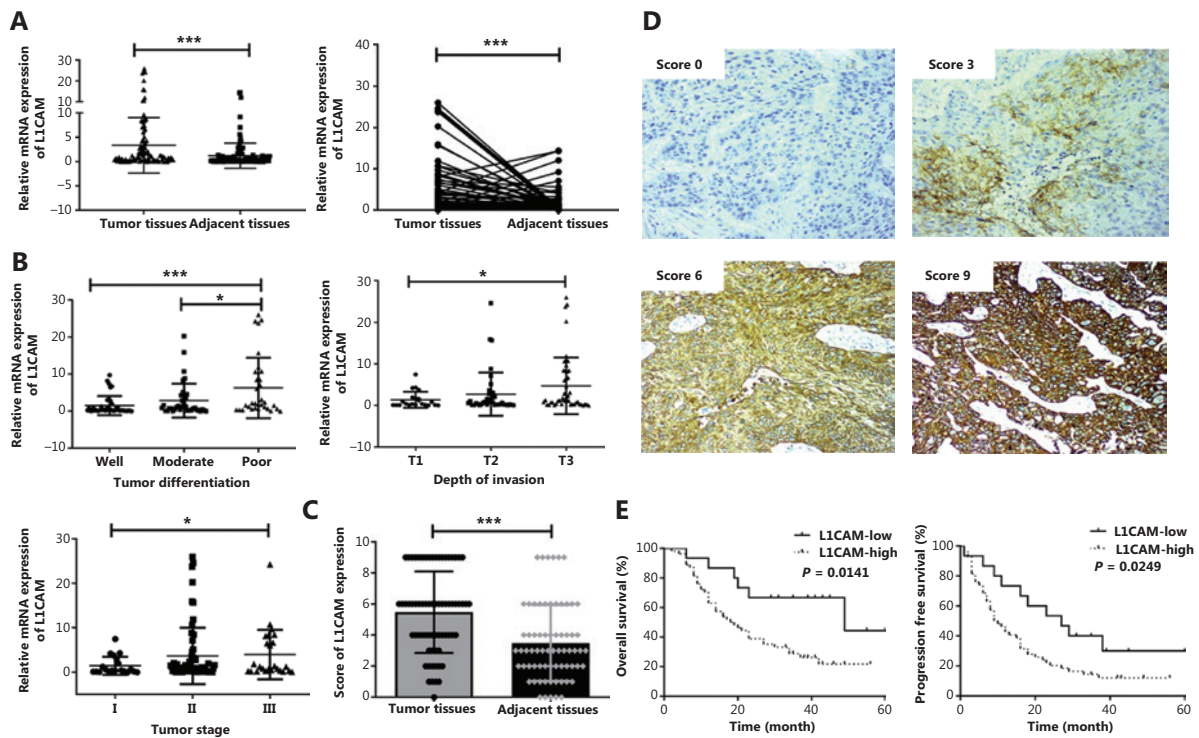 A
Relative mRNA expression
of L1CAM
30
20
10
10
5
0
−5
−10
***
Tumor tissues
Adjacent tissues
Relative mRNA expression
of L1CAM
40
30
20
10
0
***
Tumor tissues
Adjacent tissues
B
Relative mRNA expression
of L1CAM
30
20
10
0
−10
***
*
Well
Moderate
Poor
Tumor differentiation
Relative mRNA expression
of L1CAM
30
20
10
0
−10
*
T1
T2
T3
Depth of invasion
Relative mRNA expression
of L1CAM
30
20
10
0
*
I
II
III
Tumor stage
C
Score of L1CAM expression
10
8
6
4
2
0
***
Tumor tissues
Adjacent tissues
D
Score 0
Score 3
Score 6
Score 9
E
Overall survival (%)
100
80
60
40
20
0
L1CAM-low
L1CAM-high
P = 0.0141
0
20
40
60
Time (month)
Progression free survival (%)
100
80
60
40
20
0
L1CAM-low
L1CAM-high
P = 0.0249
0
20
40
60
Time (month)